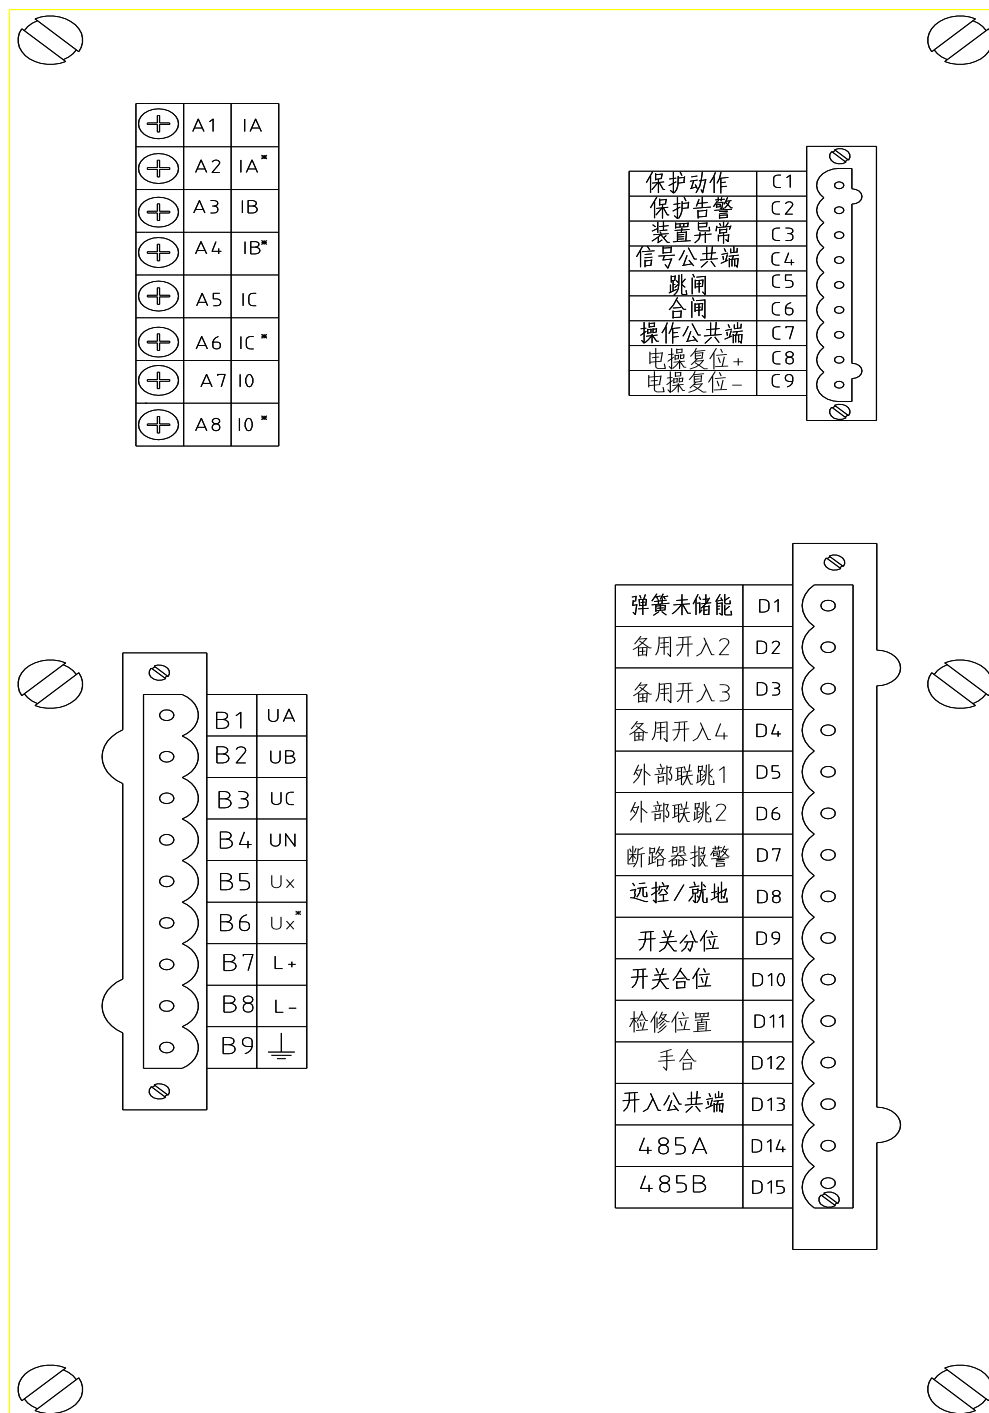 A1 IA
A2 IA*
A3 IB
A4 IB*
A5 IC
A6 IC*
A7 I0
A8 I0*
保护动作 C1
保护告警 C2
装置异常 C3
信号公共端 C4
跳闸 C5
合闸 C6
操作公共端 C7
电操复位+ C8
电操复位- C9
B1 UA
B2 UB
B3 UC
B4 UN
B5 Ux
B6 Ux*
B7 L+
B8 L-
B9
弹簧未储能 D1
备用开入2 D2
备用开入3 D3
备用开入4 D4
外部联跳1 D5
外部联跳2 D6
断路器报警 D7
远控/就地 D8
开关分位 D9
开关合位 D10
检修位置 D11
手合 D12
开入公共端 D13
485A D14
485B D15